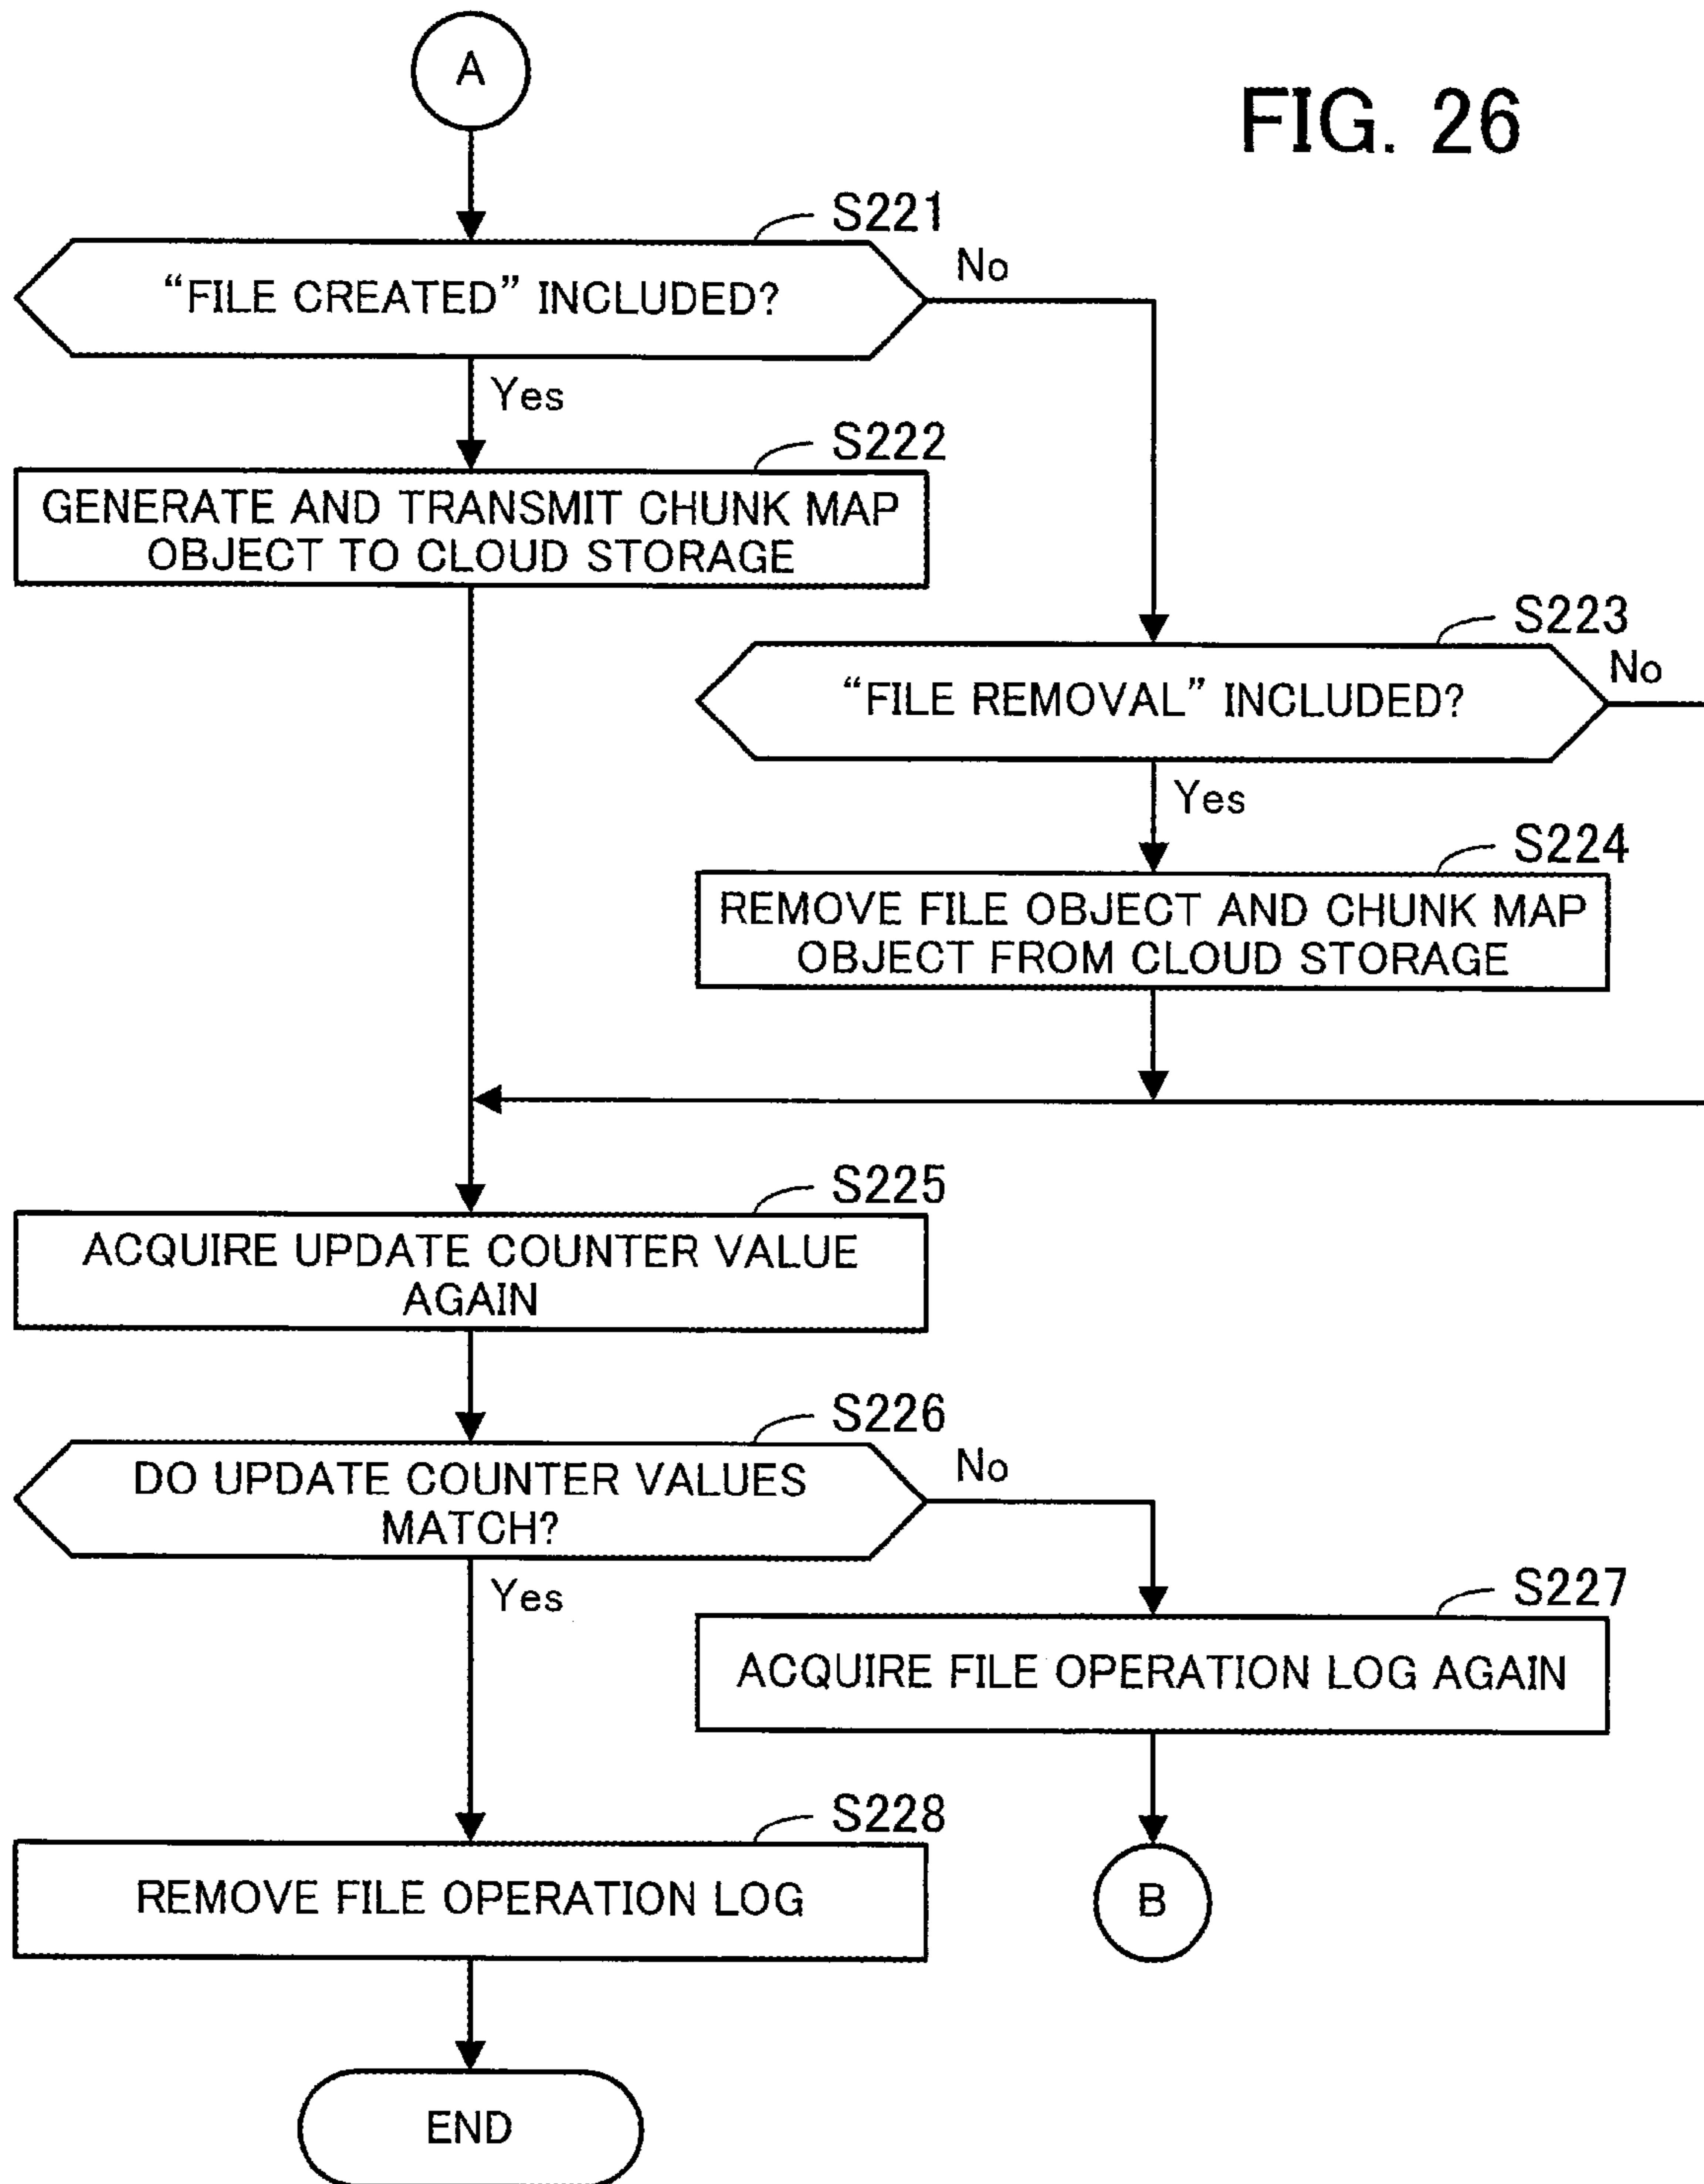 A
FIG. 26
S221
“FILE CREATED” INCLUDED?
No
Yes
S222
GENERATE AND TRANSMIT CHUNK MAP
OBJECT TO CLOUD STORAGE
S223
“FILE REMOVAL” INCLUDED?
No
Yes
S224
REMOVE FILE OBJECT AND CHUNK MAP
OBJECT FROM CLOUD STORAGE
S225
ACQUIRE UPDATE COUNTER VALUE
AGAIN
S226
DO UPDATE COUNTER VALUES
MATCH?
No
Yes
S227
ACQUIRE FILE OPERATION LOG AGAIN
S228
REMOVE FILE OPERATION LOG
B
END